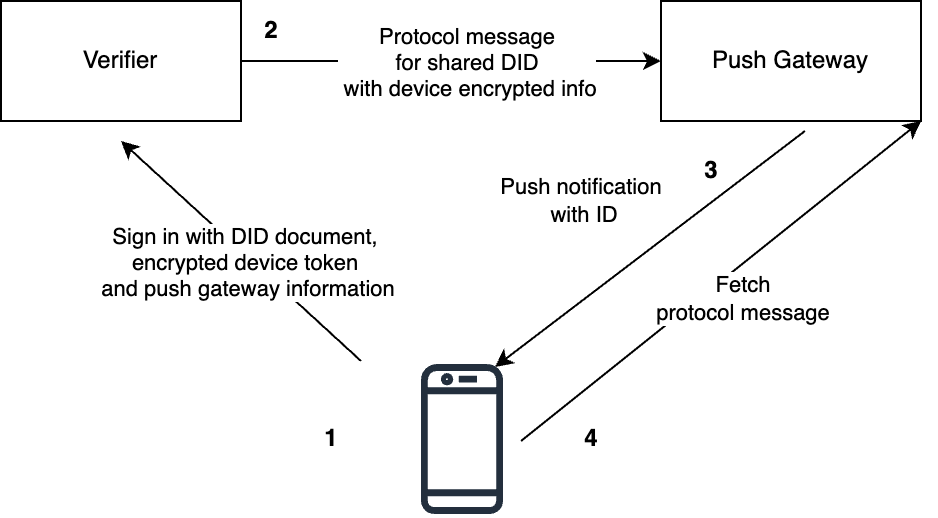 2
Verifier
Protocol message
for shared DID
with device encrypted info
Push Gateway
3
Push notification
with ID
Sign in with DID document,
encrypted device token
and push gateway information
Fetch
protocol message
1
4